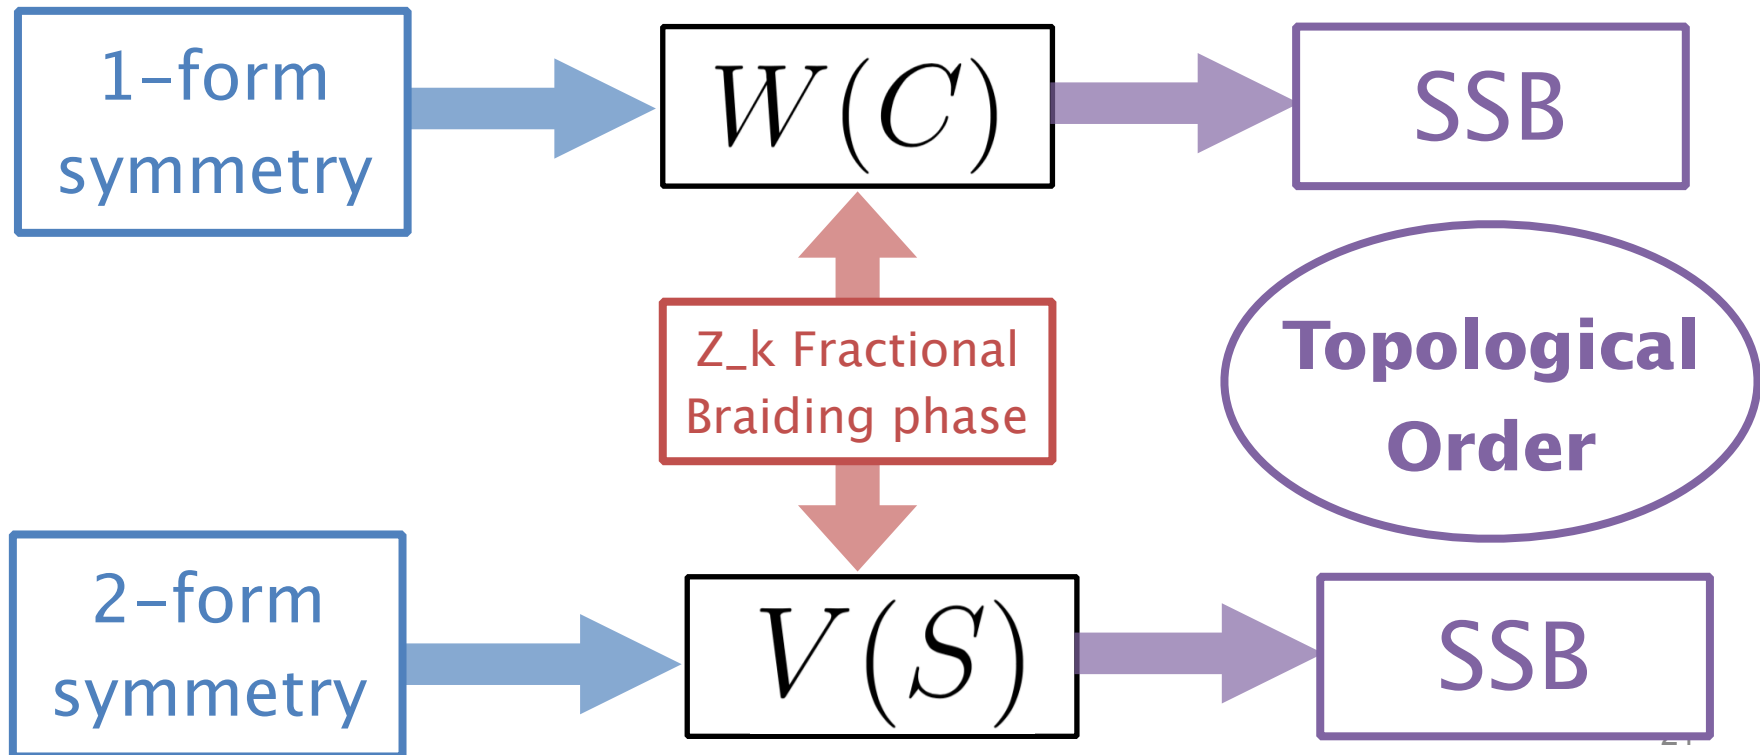 1-form
symmetry
W(C)
SSB
Z_k Fractional
Braiding phase
Topological
Order
2-form
symmetry
V(S)
SSB